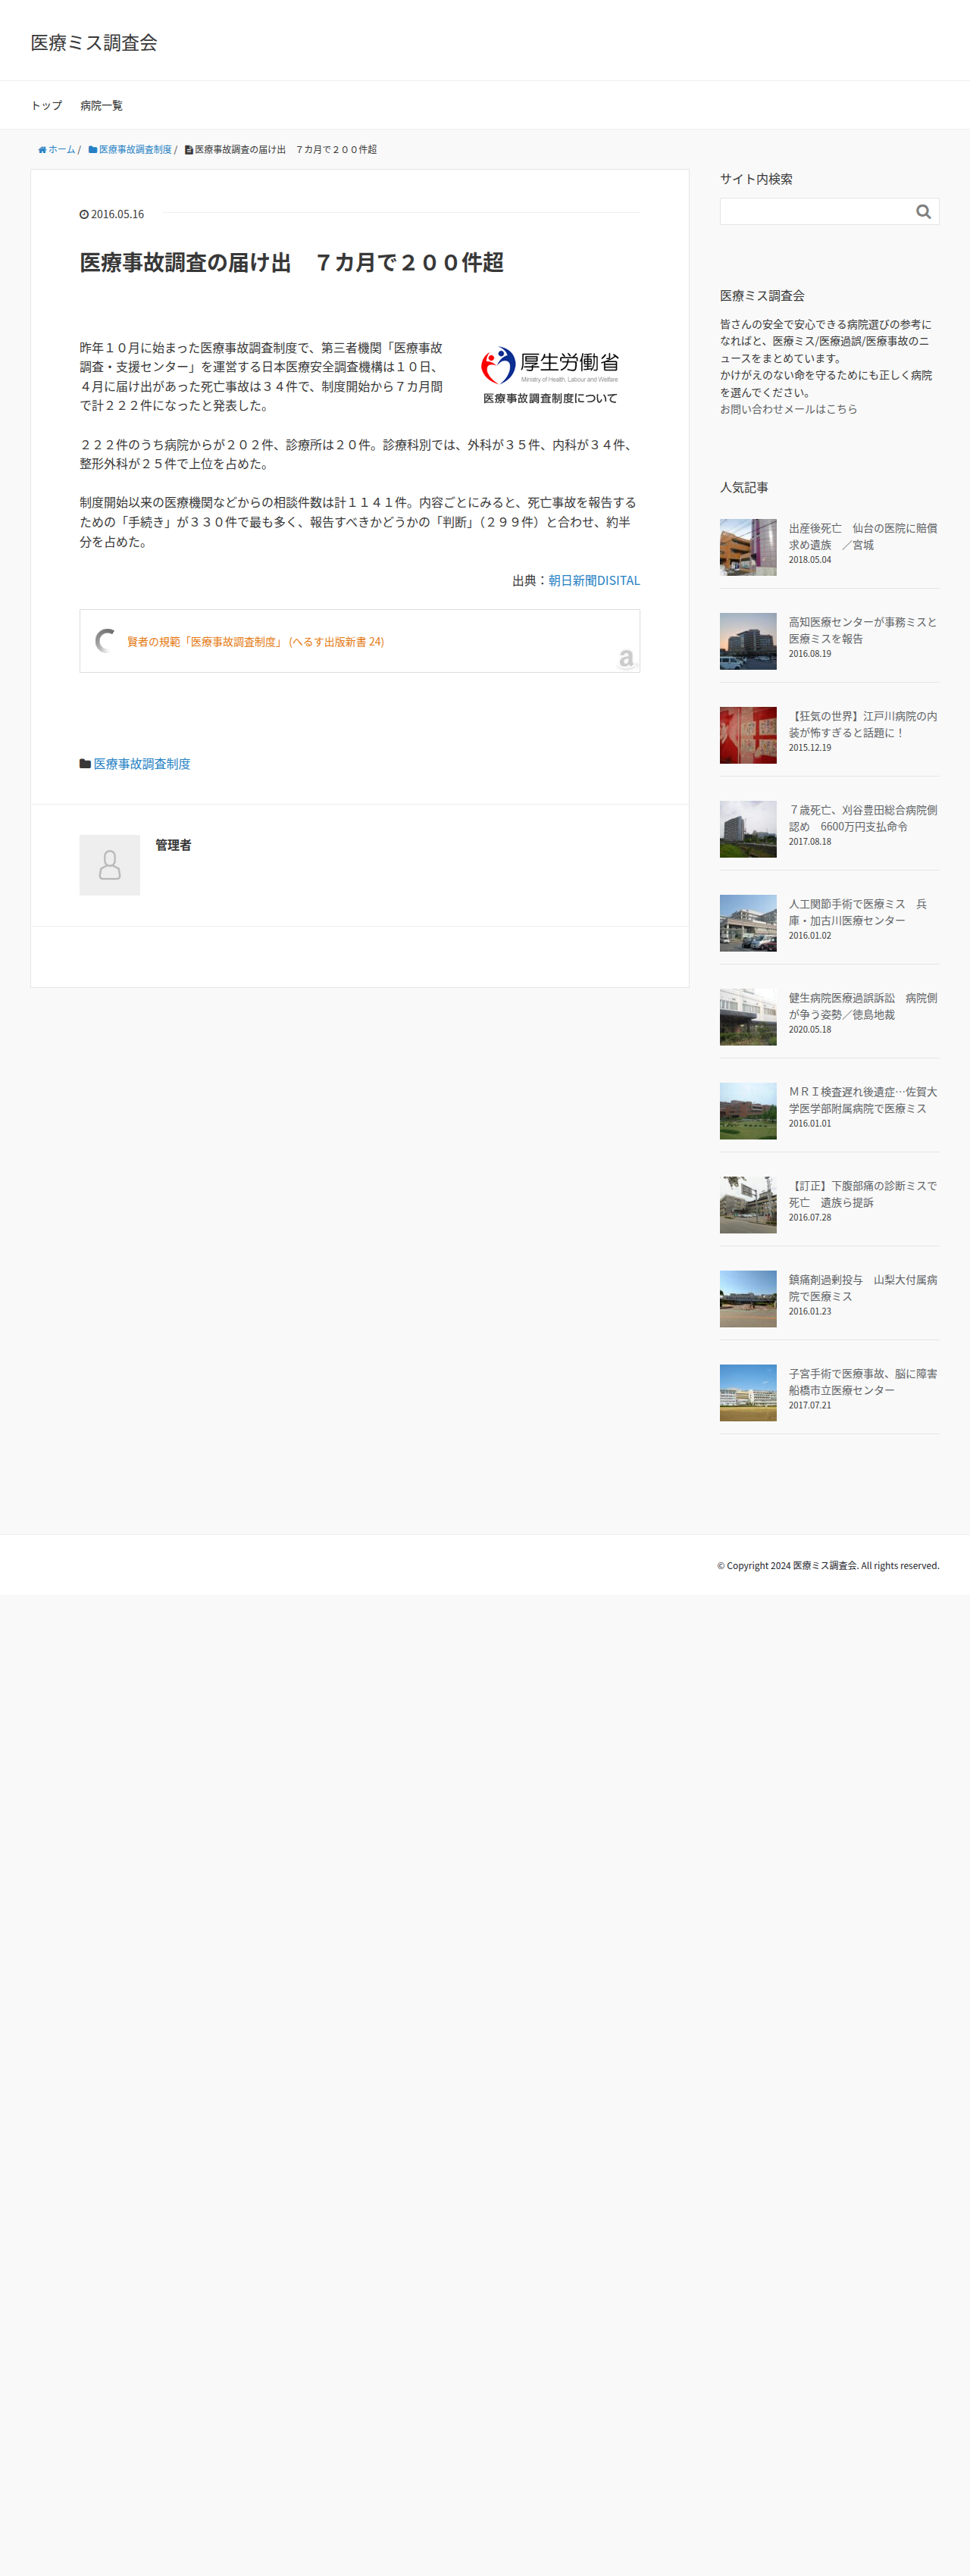 医療ミス調査会
トップ　病院一覧
ホーム / 医療事故調査制度 / 医療事故調査の届け出　７カ月で２００件超
2016.05.16
医療事故調査の届け出　７カ月で２００件超
昨年１０月に始まった医療事故調査制度で、第三者機関「医療事故
調査・支援センター」を運営する日本医療安全調査機構は１０日、
４月に届け出があった死亡事故は３４件で、制度開始から７カ月間
で計２２２件になったと発表した。
厚生労働省
Ministry of Health, Labour and Welfare
医療事故調査制度について
２２２件のうち病院からが２０２件、診療所は２０件。診療科別では、外科が３５件、内科が３４件、
整形外科が２５件で上位を占めた。
制度開始以来の医療機関などからの相談件数は計１１４１件。内容ごとにみると、死亡事故を報告する
ための「手続き」が３３０件で最も多く、報告すべきかどうかの「判断」（２９９件）と合わせ、約半
分を占めた。
出典：朝日新聞DISITAL
賢者の規範「医療事故調査制度」 (へるす出版新書 24)
a
医療事故調査制度
管理者
サイト内検索
医療ミス調査会
皆さんの安全で安心できる病院選びの参考に
なればと、医療ミス/医療過誤/医療事故のニ
ュースをまとめています。
かけがえのない命を守るためにも正しく病院
を選んでください。
お問い合わせメールはこちら
人気記事
出産後死亡　仙台の医院に賠償
求め遺族　／宮城
2018.05.04
高知医療センターが事務ミスと
医療ミスを報告
2016.08.19
【狂気の世界】江戸川病院の内
装が怖すぎると話題に！
2015.12.19
７歳死亡、刈谷豊田総合病院側
認め　6600万円支払命令
2017.08.18
人工関節手術で医療ミス　兵
庫・加古川医療センター
2016.01.02
健生病院医療過誤訴訟　病院側
が争う姿勢／徳島地裁
2020.05.18
ＭＲＩ検査遅れ後遺症…佐賀大
学医学部附属病院で医療ミス
2016.01.01
【訂正】下腹部痛の診断ミスで
死亡　遺族ら提訴
2016.07.28
鎮痛剤過剰投与　山梨大付属病
院で医療ミス
2016.01.23
子宮手術で医療事故、脳に障害
船橋市立医療センター
2017.07.21
© Copyright 2024 医療ミス調査会. All rights reserved.